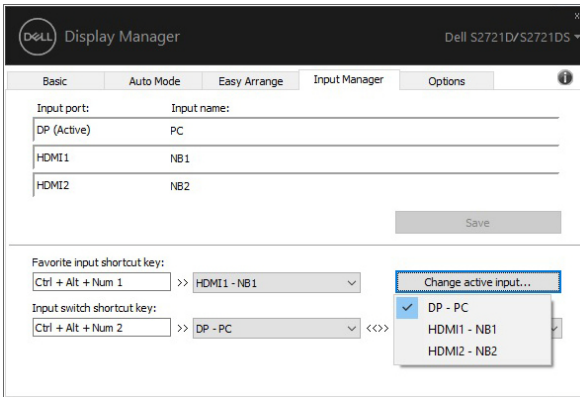 DELL Display Manager
Dell S2721D/S2721DS
Basic Auto Mode Easy Arrange Input Manager Options
Input port: Input name:
DP (Active) PC
HDMI1 NB1
HDMI2 NB2
Save
Favorite input shortcut key:
Ctrl + Alt + Num 1 >> HDMI1 - NB1 Change active input...
Input switch shortcut key:
Ctrl + Alt + Num 2 >> DP - PC <<>>
DP - PC
HDMI1 - NB1
HDMI2 - NB2